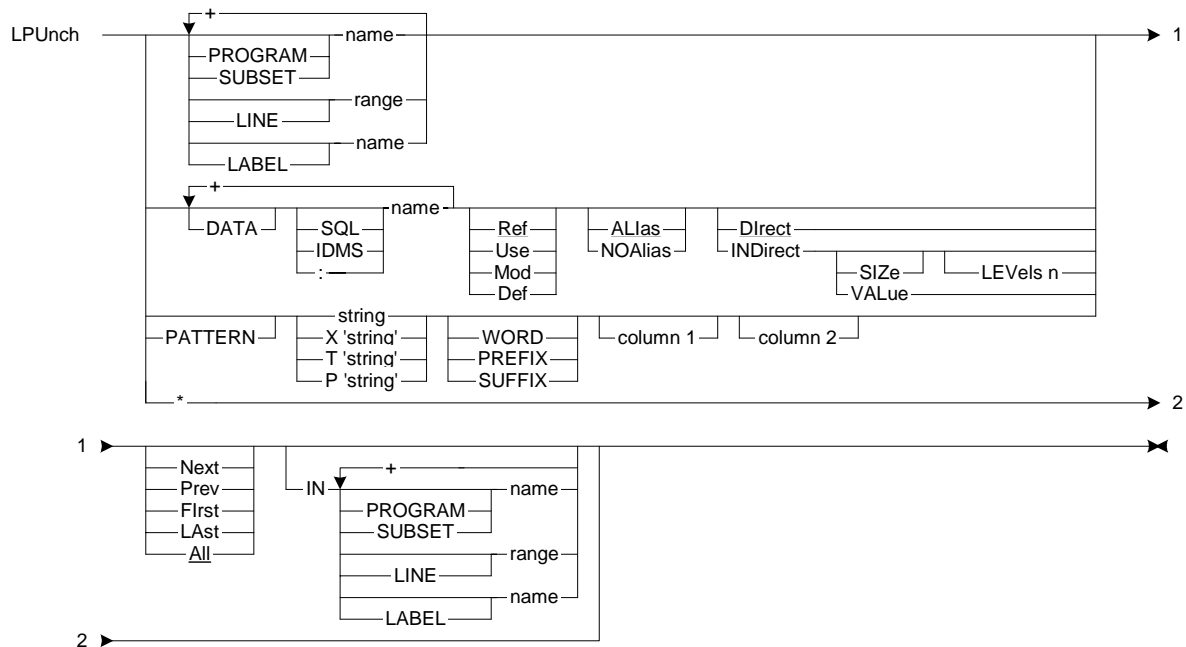 +
LPUnch name 1
PROGRAM
SUBSET
range
LINE
name
LABEL
+
name
DATA SQL Ref ALIas DIrect
IDMS Use NOAlias INDirect
: Mod SIZe LEVels n
Def VALue
string
PATTERN X 'string' WORD column 1 column 2
T 'string' PREFIX
P 'string' SUFFIX
* 2
1
Next +
Prev IN name
FIrst PROGRAM
LAst SUBSET
All range
LINE
name
LABEL
2